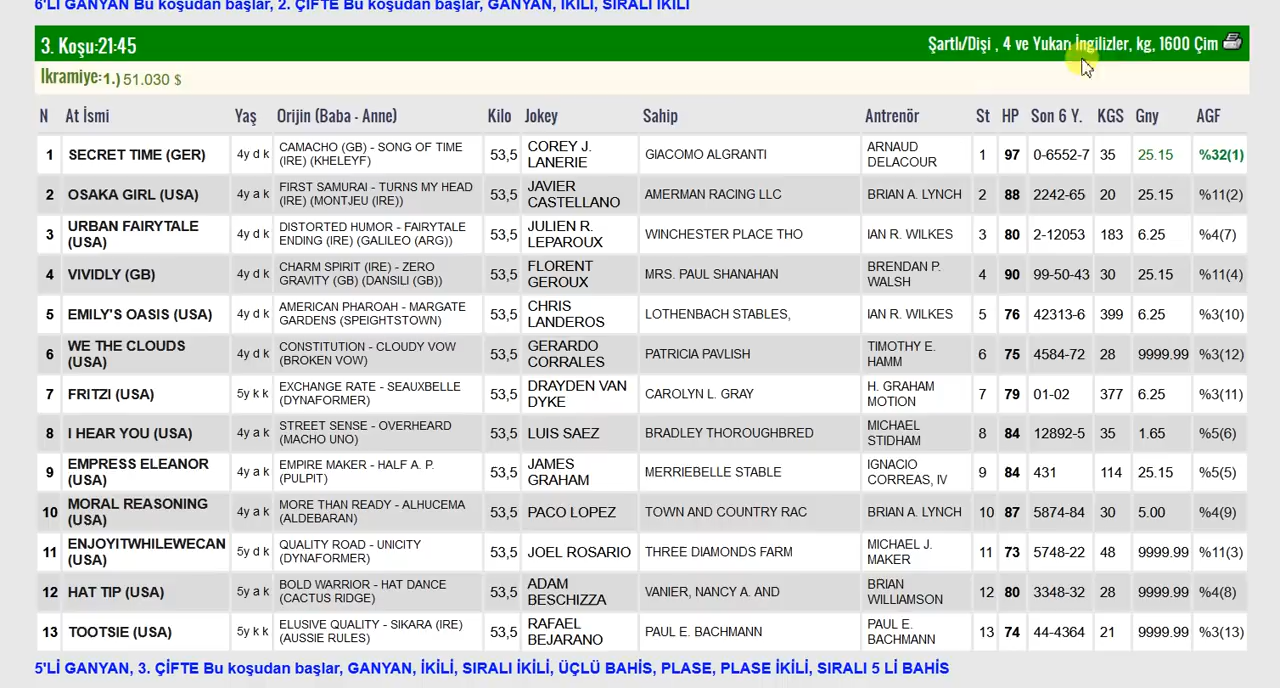 6'Lİ GANYAN Bu koşudan başlar, 2. ÇİFTE Bu koşudan başlar, GANYAN, İKİLİ, SIRALI İKİLİ
3. Koşu:21:45 Şartlı/Dişi , 4 ve Yukarı İngilizler, kg, 1600 Çim
Ikramiye:1.) 51.030 $
N At İsmi Yaş Orijin (Baba - Anne) Kilo Jokey Sahip Antrenör St HP Son 6 Y. KGS Gny AGF
1 SECRET TIME (GER) 4y d k CAMACHO (GB) - SONG OF TIME (IRE) (KHELEYF) 53,5 COREY J. LANERIE GIACOMO ALGRANTI ARNAUD DELACOUR 1 97 0-6552-7 35 25.15 %32(1)
2 OSAKA GIRL (USA) 4y a k FIRST SAMURAI - TURNS MY HEAD (IRE) (MONTJEU (IRE)) 53,5 JAVIER CASTELLANO AMERMAN RACING LLC BRIAN A. LYNCH 2 88 2242-65 20 25.15 %11(2)
3 URBAN FAIRYTALE (USA) 4y d k DISTORTED HUMOR - FAIRYTALE ENDING (IRE) (GALILEO (ARG)) 53,5 JULIEN R. LEPAROUX WINCHESTER PLACE THO IAN R. WILKES 3 80 2-12053 183 6.25 %4(7)
4 VIVIDLY (GB) 4y d k CHARM SPIRIT (IRE) - ZERO GRAVITY (GB) (DANSILI (GB)) 53,5 FLORENT GEROUX MRS. PAUL SHANAHAN BRENDAN P. WALSH 4 90 99-50-43 30 25.15 %11(4)
5 EMILY'S OASIS (USA) 4y d k AMERICAN PHAROAH - MARGATE GARDENS (SPEIGHTSTOWN) 53,5 CHRIS LANDEROS LOTHENBACH STABLES, IAN R. WILKES 5 76 42313-6 399 6.25 %3(10)
6 WE THE CLOUDS (USA) 4y d k CONSTITUTION - CLOUDY VOW (BROKEN VOW) 53,5 GERARDO CORRALES PATRICIA PAVLISH TIMOTHY E. HAMM 6 75 4584-72 28 9999.99 %3(12)
7 FRITZI (USA) 5y k k EXCHANGE RATE - SEAUXBELLE (DYNAFORMER) 53,5 DRAYDEN VAN DYKE CAROLYN L. GRAY H. GRAHAM MOTION 7 79 01-02 377 6.25 %3(11)
8 I HEAR YOU (USA) 4y a k STREET SENSE - OVERHEARD (MACHO UNO) 53,5 LUIS SAEZ BRADLEY THOROUGHBRED MICHAEL STIDHAM 8 84 12892-5 35 1.65 %5(6)
9 EMPRESS ELEANOR (USA) 4y a k EMPIRE MAKER - HALF A. P. (PULPIT) 53,5 JAMES GRAHAM MERRIEBELLE STABLE IGNACIO CORREAS, IV 9 84 431 114 25.15 %5(5)
10 MORAL REASONING (USA) 4y a k MORE THAN READY - ALHUCEMA (ALDEBARAN) 53,5 PACO LOPEZ TOWN AND COUNTRY RAC BRIAN A. LYNCH 10 87 5874-84 30 5.00 %4(9)
11 ENJOYITWHILEWECAN (USA) 5y d k QUALITY ROAD - UNICITY (DYNAFORMER) 53,5 JOEL ROSARIO THREE DIAMONDS FARM MICHAEL J. MAKER 11 73 5748-22 48 9999.99 %11(3)
12 HAT TIP (USA) 5y a k BOLD WARRIOR - HAT DANCE (CACTUS RIDGE) 53,5 ADAM BESCHIZZA VANIER, NANCY A. AND BRIAN WILLIAMSON 12 80 3348-32 28 9999.99 %4(8)
13 TOOTSIE (USA) 5y k k ELUSIVE QUALITY - SIKARA (IRE) (AUSSIE RULES) 53,5 RAFAEL BEJARANO PAUL E. BACHMANN PAUL E. BACHMANN 13 74 44-4364 21 9999.99 %3(13)
5'Lİ GANYAN, 3. ÇİFTE Bu koşudan başlar, GANYAN, İKİLİ, SIRALI İKİLİ, ÜÇLÜ BAHİS, PLASE, PLASE İKİLİ, SIRALI 5 Lİ BAHİS